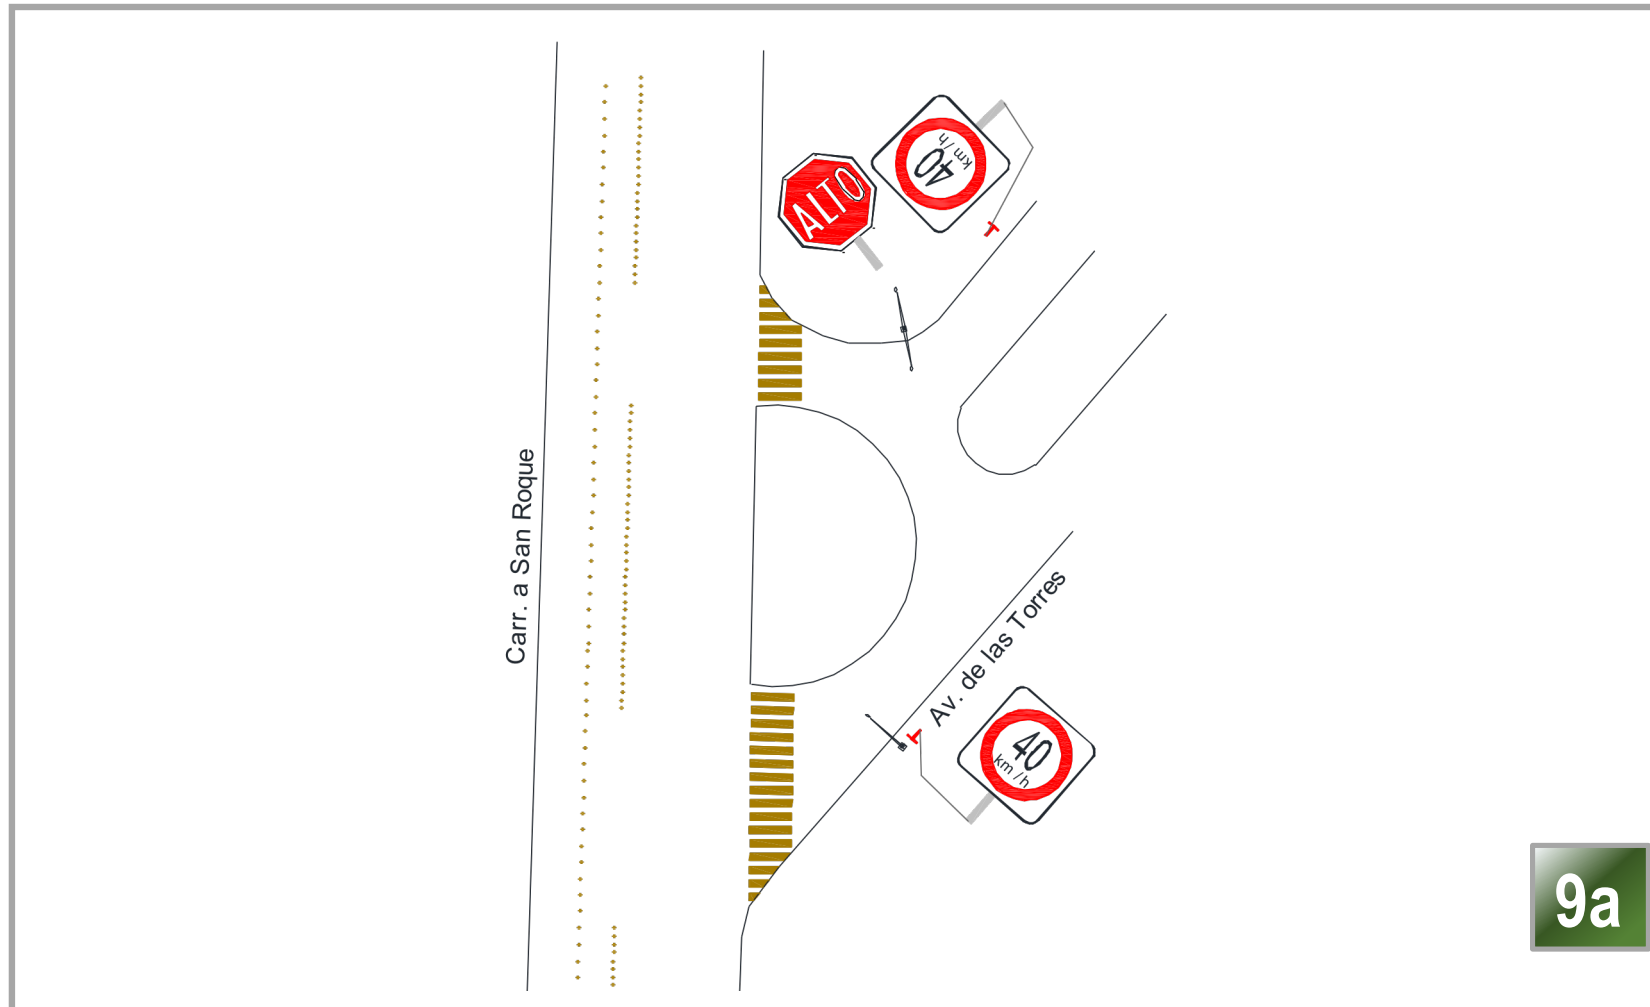 40
km/h
ALTO
Carr. a San Roque
Av. de las Torres
40
km/h
9a